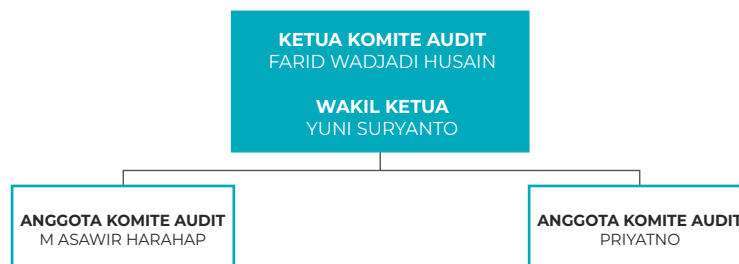 KETUA KOMITE AUDIT
FARID WADJADI HUSAIN
WAKIL KETUA
YUNI SURYANTO
ANGGOTA KOMITE AUDIT
M ASAWIR HARAHAP
ANGGOTA KOMITE AUDIT
PRIYATNO